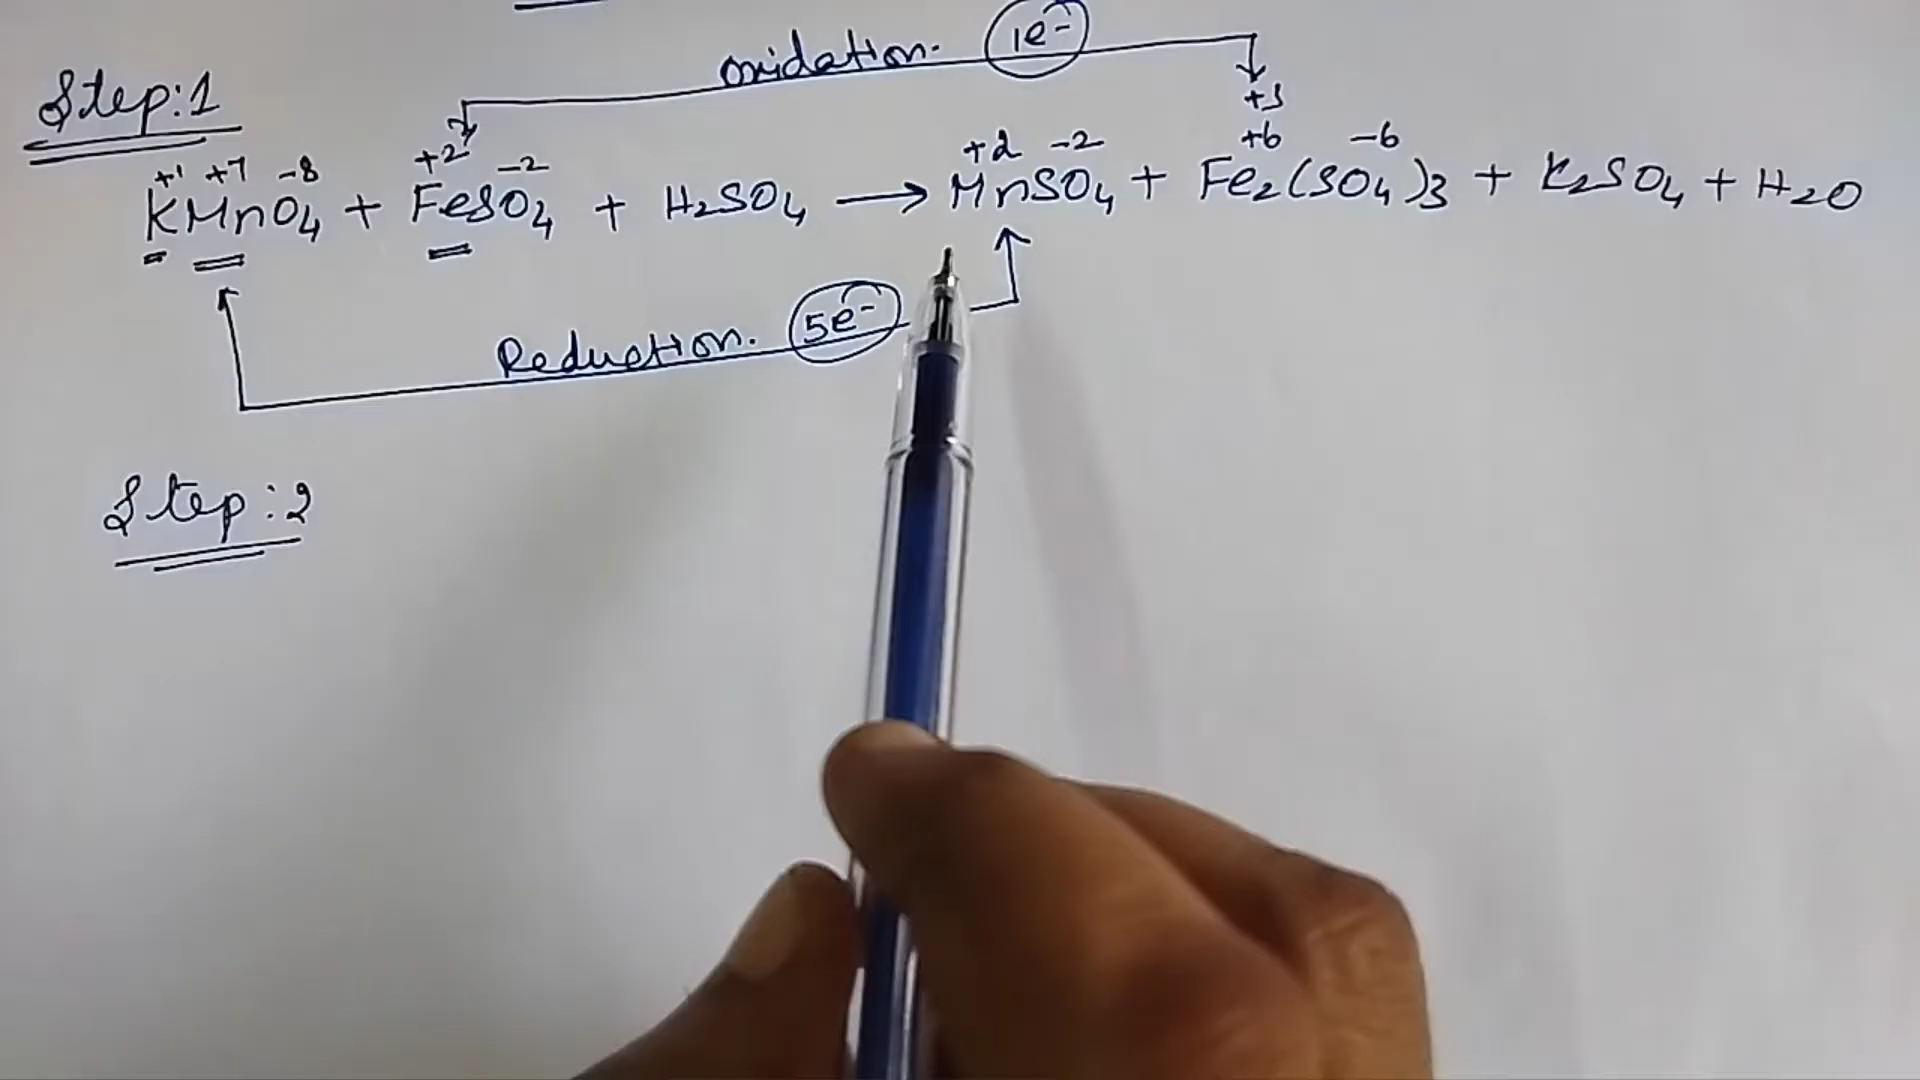 oxidation. 1e-
Step:1
+3
+1 +7 -8 +2 -2 +2 -2 +6 -6
KMnO4 + FeSO4 + H2SO4 → MnSO4 + Fe2(SO4)3 + K2SO4 + H2O
Reduction. 5e-
Step:2